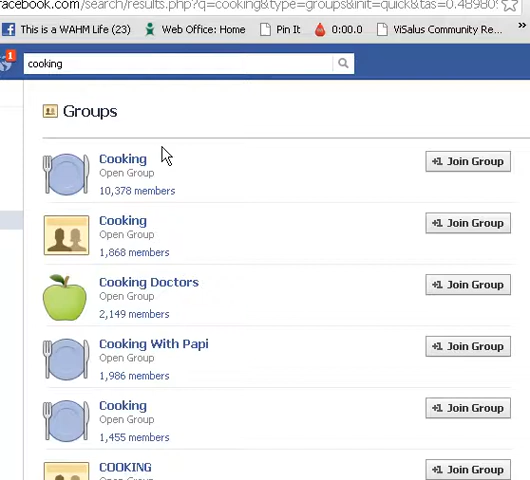 facebook.com/search/results.php?q=cooking&type=groups&init=quick&tas=0.48980
This is a WAHM Life (23) Web Office: Home Pin It 0:00.0 ViSalus Community Re... »
1
cooking
Groups
Cooking
Open Group
10,378 members
+1 Join Group
Cooking
Open Group
1,868 members
+1 Join Group
Cooking Doctors
Open Group
2,149 members
+1 Join Group
Cooking With Papi
Open Group
1,986 members
+1 Join Group
Cooking
Open Group
1,455 members
+1 Join Group
COOKING
+1 Join Group